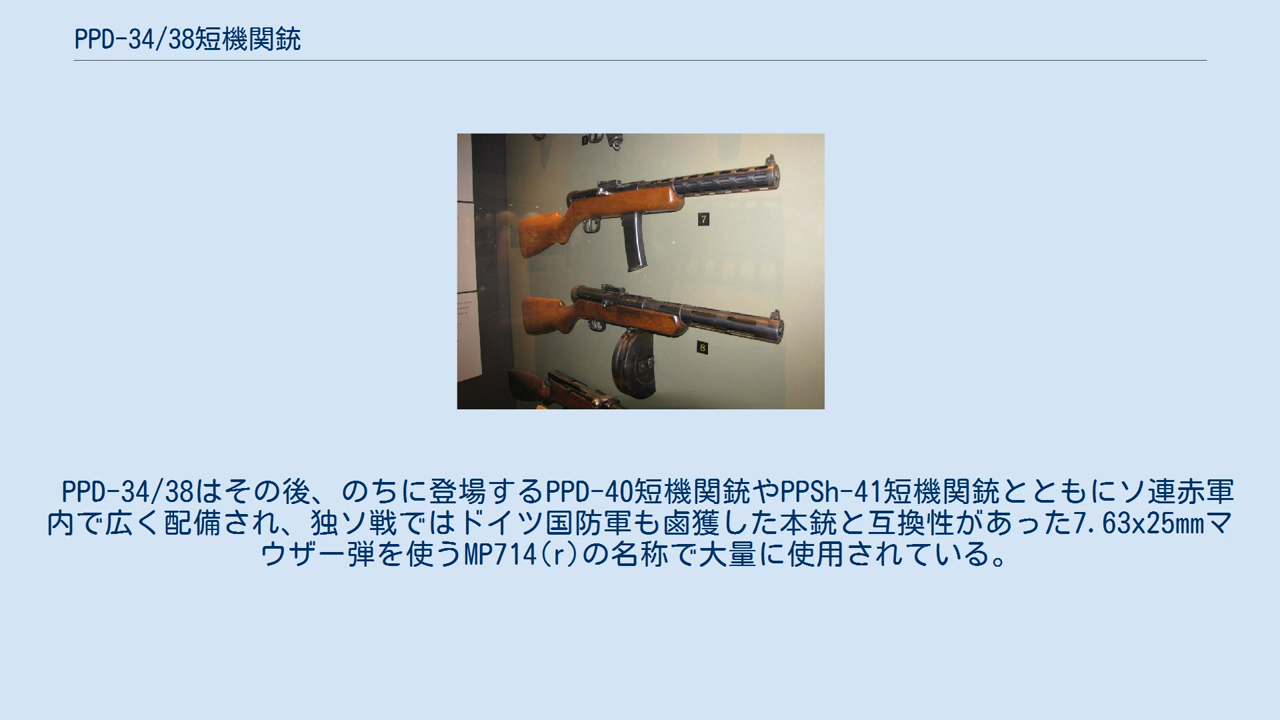 PPD-34/38短機関銃
7
8
PPD-34/38はその後、のちに登場するPPD-40短機関銃やPPSh-41短機関銃とともにソ連赤軍
内で広く配備され、独ソ戦ではドイツ国防軍も鹵獲した本銃と互換性があった7.63x25mmマ
ウザー弾を使うMP714(r)の名称で大量に使用されている。